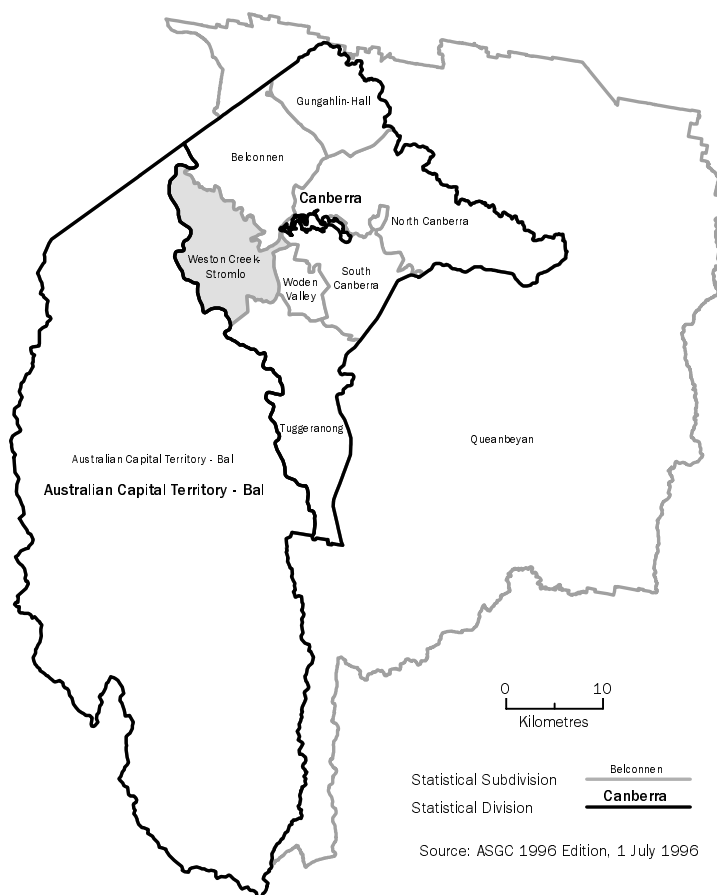 Gungahlin-Hall
Belconnen
Canberra
North Canberra
Weston Creek-
Stromlo
Woden
Valley
South
Canberra
Tuggeranong
Queanbeyan
Australian Capital Territory - Bal
Australian Capital Territory - Bal
0 10
Kilometres
Belconnen
Statistical Subdivision
Canberra
Statistical Division
Source: ASGC 1996 Edition, 1 July 1996